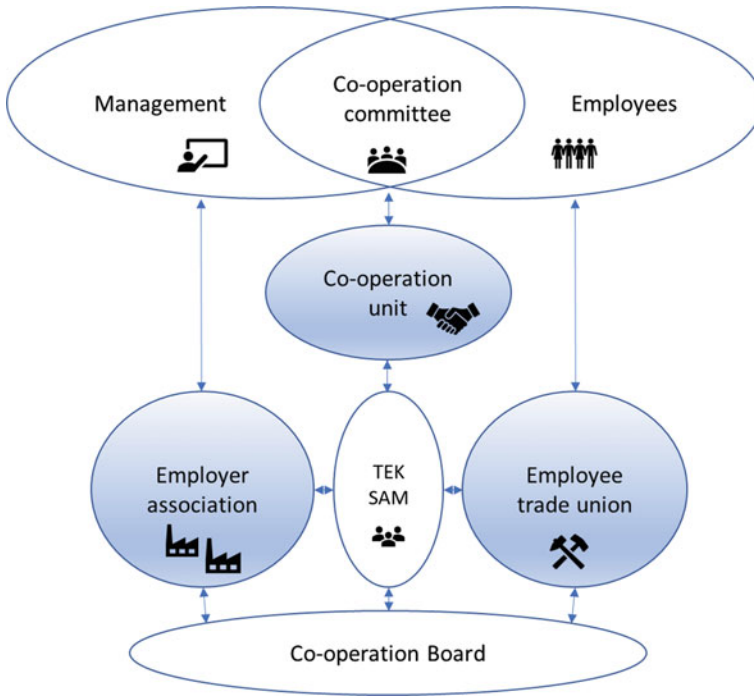 Management
Co-operation
committee
Employees
Co-operation
unit
Employer
association
TEK
SAM
Employee
trade union
Co-operation Board